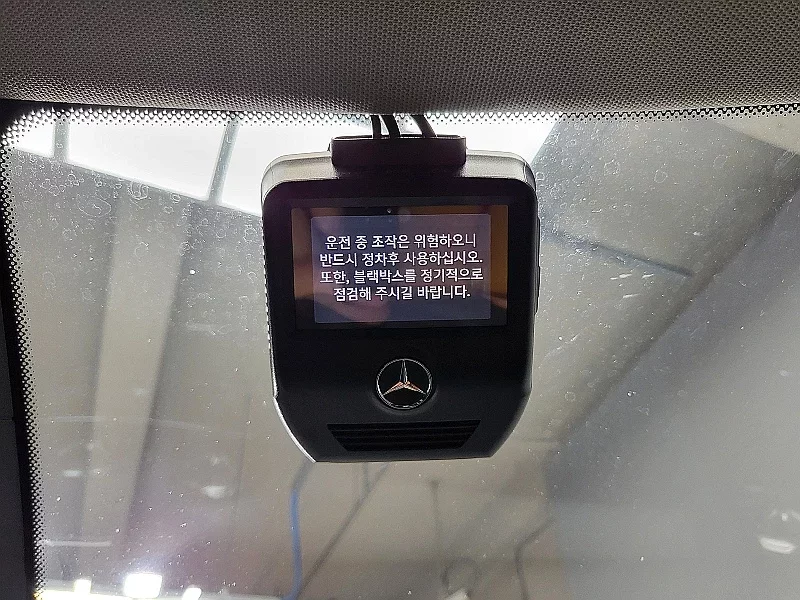 운전 중 조작은 위험하오니
반드시 정차후 사용하십시오.
또한, 블랙박스를 정기적으로
점검해 주시길 바랍니다.